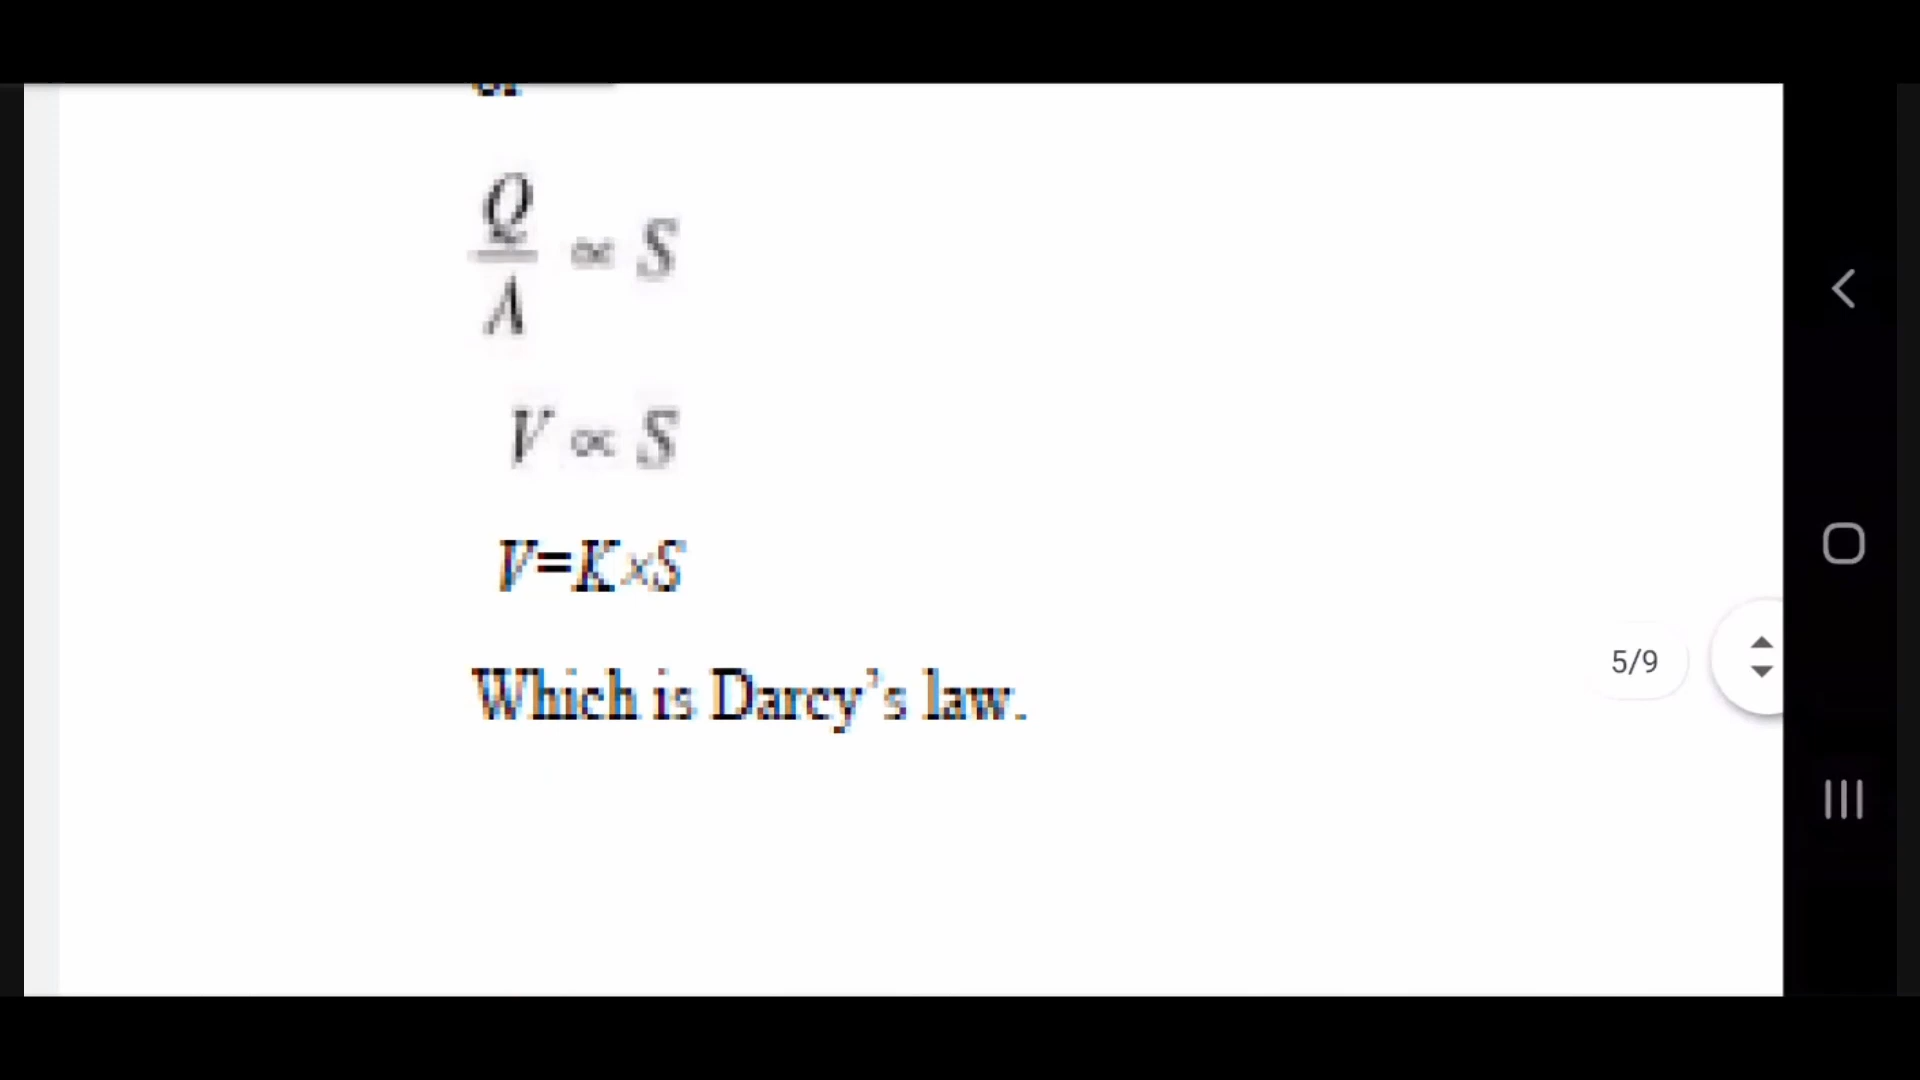 Q
A ∝ S
V ∝ S
V=K×S
Which is Darcy's law.
5/9